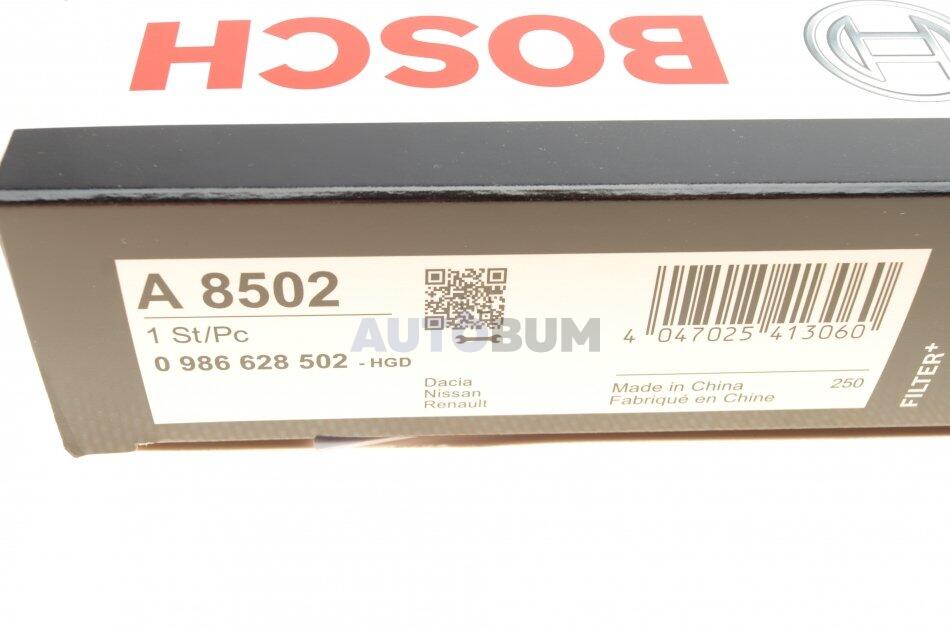 BOSCH
A 8502
1 St/Pc
0 986 628 502 - HGD
Dacia
Nissan
Renault
4 047025 413060
Made in China
Fabriqué en Chine
250
FILTER+
AUTOBUM